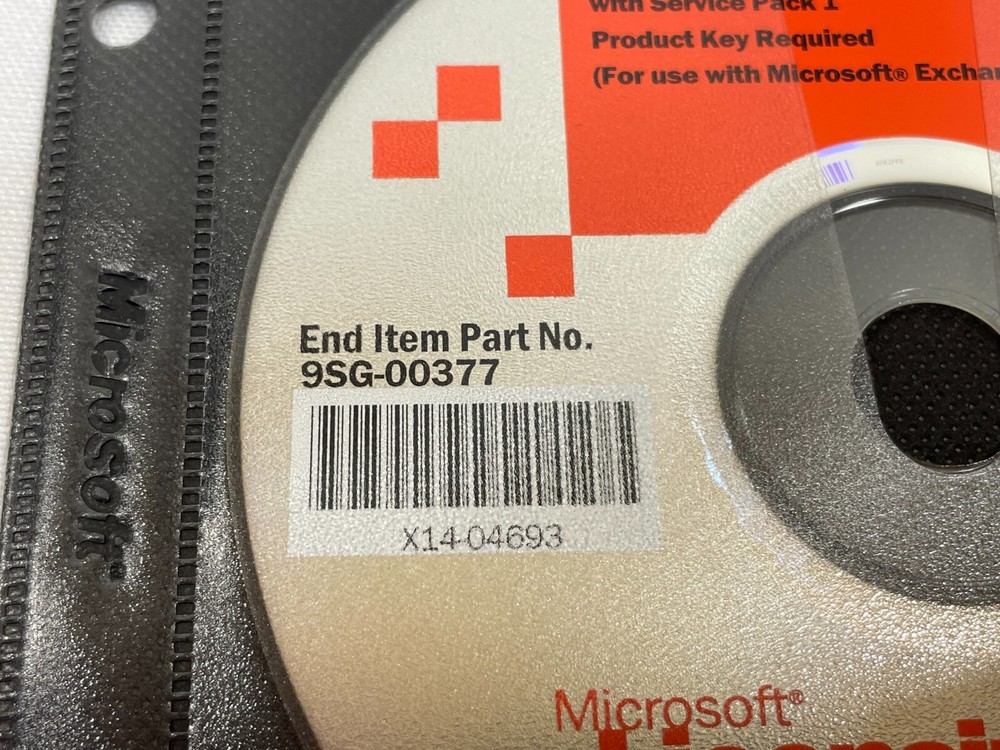 with Service Pack 1
Product Key Required
(For use with Microsoft® Exchan
End Item Part No.
9SG-00377
X14-04693
Microsoft
Microsoft®